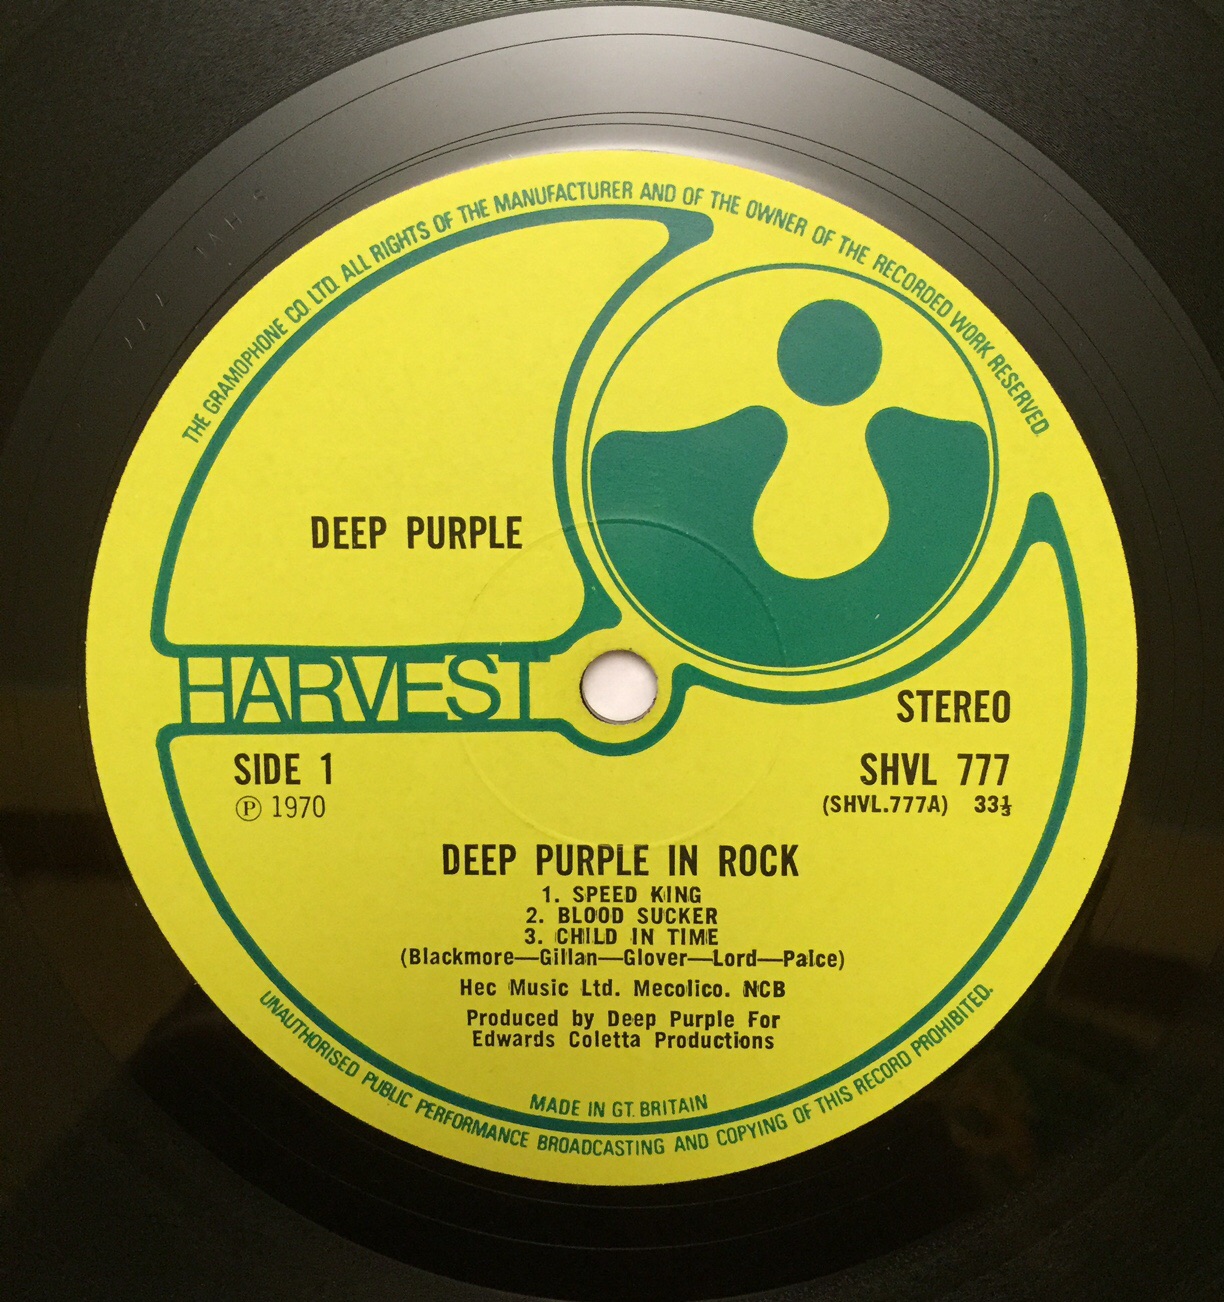 THE GRAMOPHONE CO. LTD. ALL RIGHTS OF THE MANUFACTURER AND OF THE OWNER OF THE RECORDED WORK RESERVED.
DEEP PURPLE
HARVEST
STEREO
SIDE 1
SHVL 777
Ⓟ 1970
(SHVL.777A) 33⅓
DEEP PURPLE IN ROCK
1. SPEED KING
2. BLOOD SUCKER
3. CHILD IN TIME
(Blackmore—Gillan—Glover—Lord—Paice)
Hec Music Ltd. Mecolico. NCB
Produced by Deep Purple For
Edwards Coletta Productions
MADE IN GT. BRITAIN
UNAUTHORISED PUBLIC PERFORMANCE BROADCASTING AND COPYING OF THIS RECORD PROHIBITED.